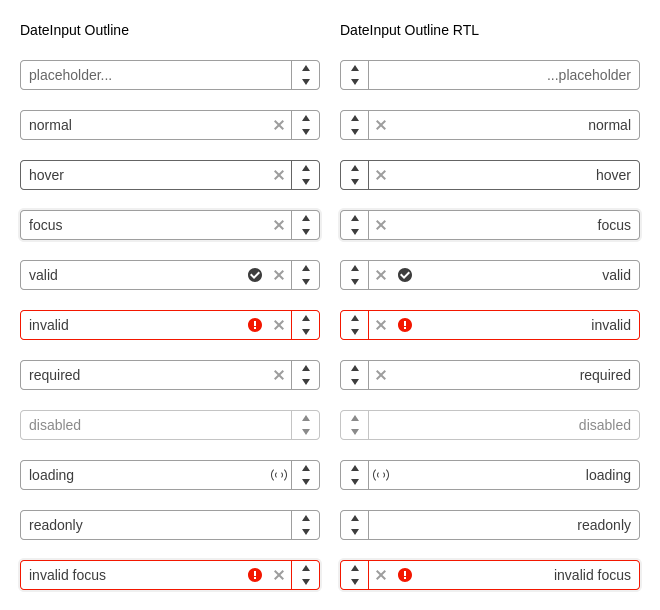 DateInput Outline
DateInput Outline RTL
placeholder...
...placeholder
normal
normal
hover
hover
focus
focus
valid
valid
invalid
invalid
required
required
disabled
disabled
loading
loading
readonly
readonly
invalid focus
invalid focus